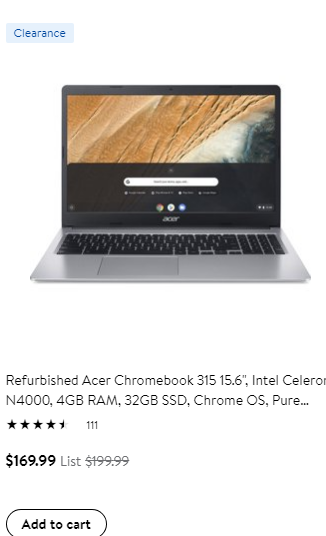 Clearance
acer
Refurbished Acer Chromebook 315 15.6", Intel Celeron
N4000, 4GB RAM, 32GB SSD, Chrome OS, Pure...
111
$169.99 List $199.99
Add to cart